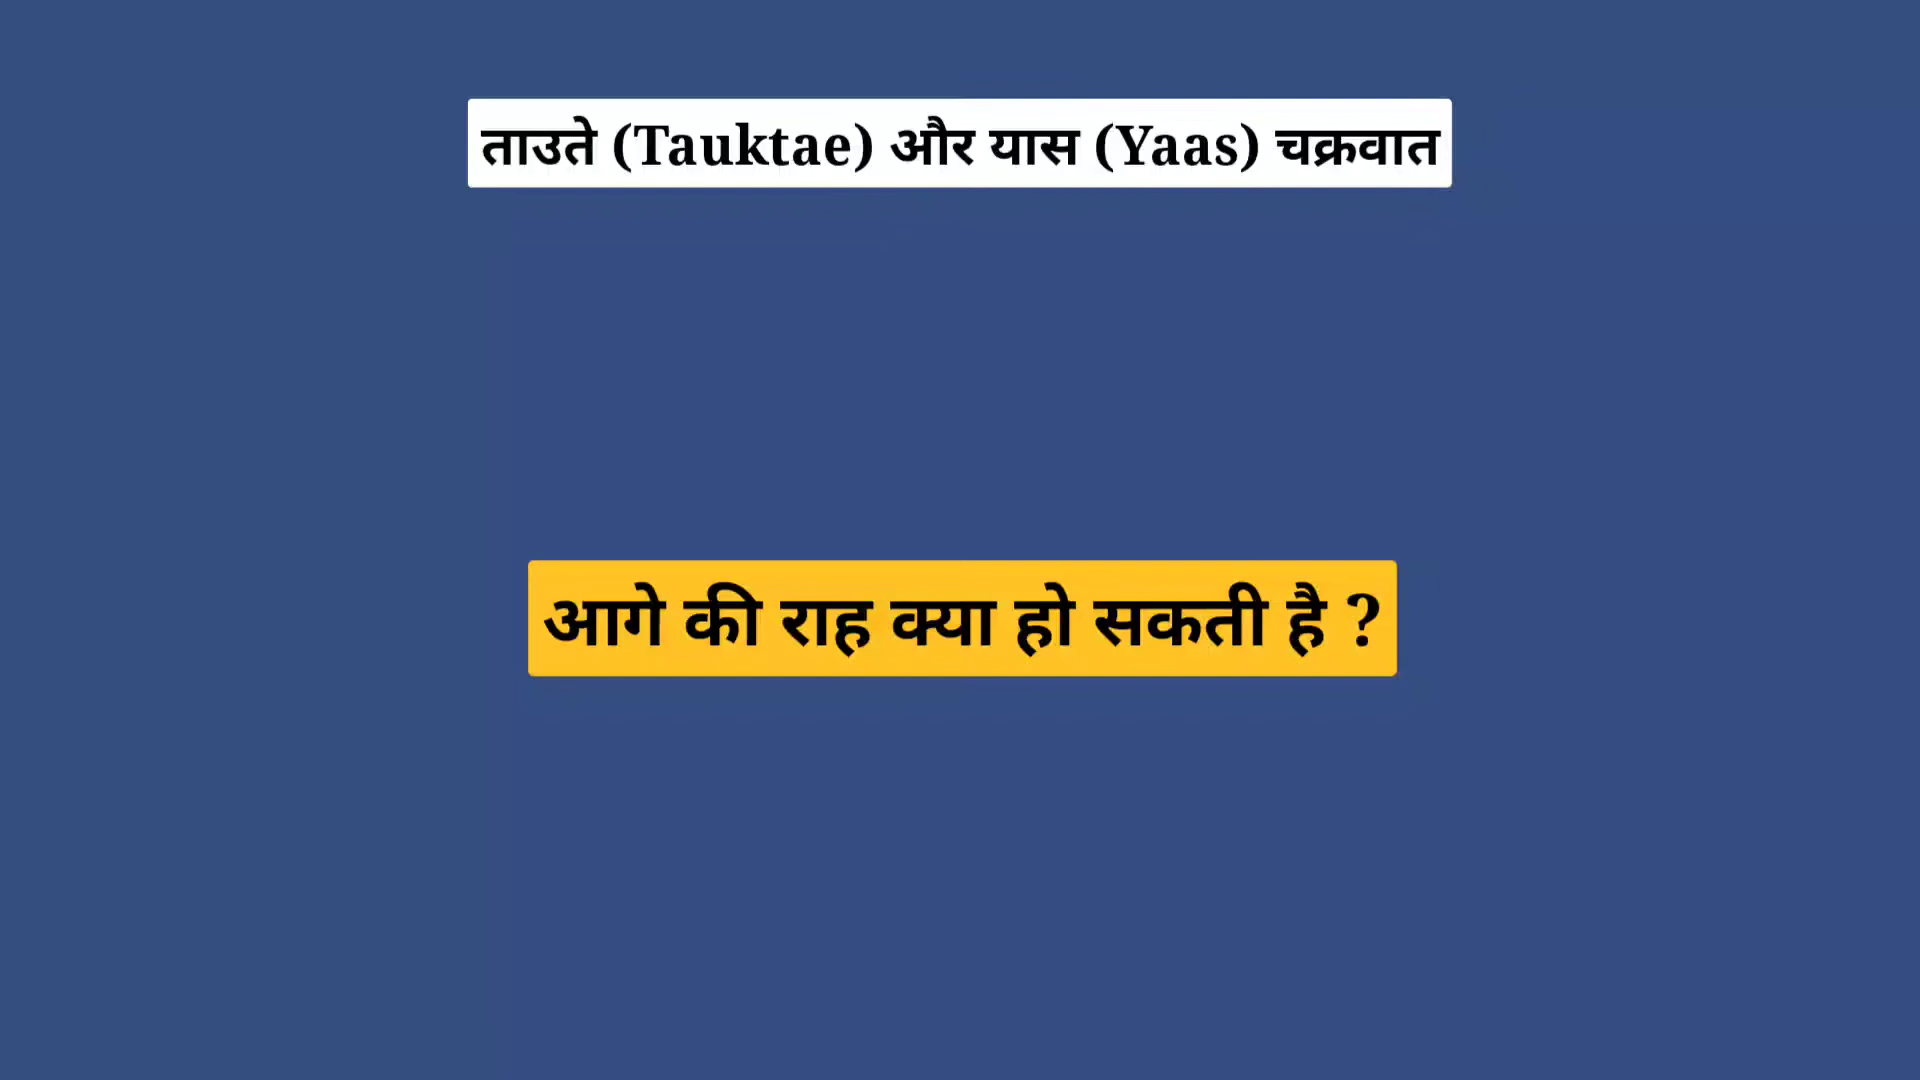 ताउते (Tauktae) और यास (Yaas) चक्रवात
आगे की राह क्या हो सकती है ?